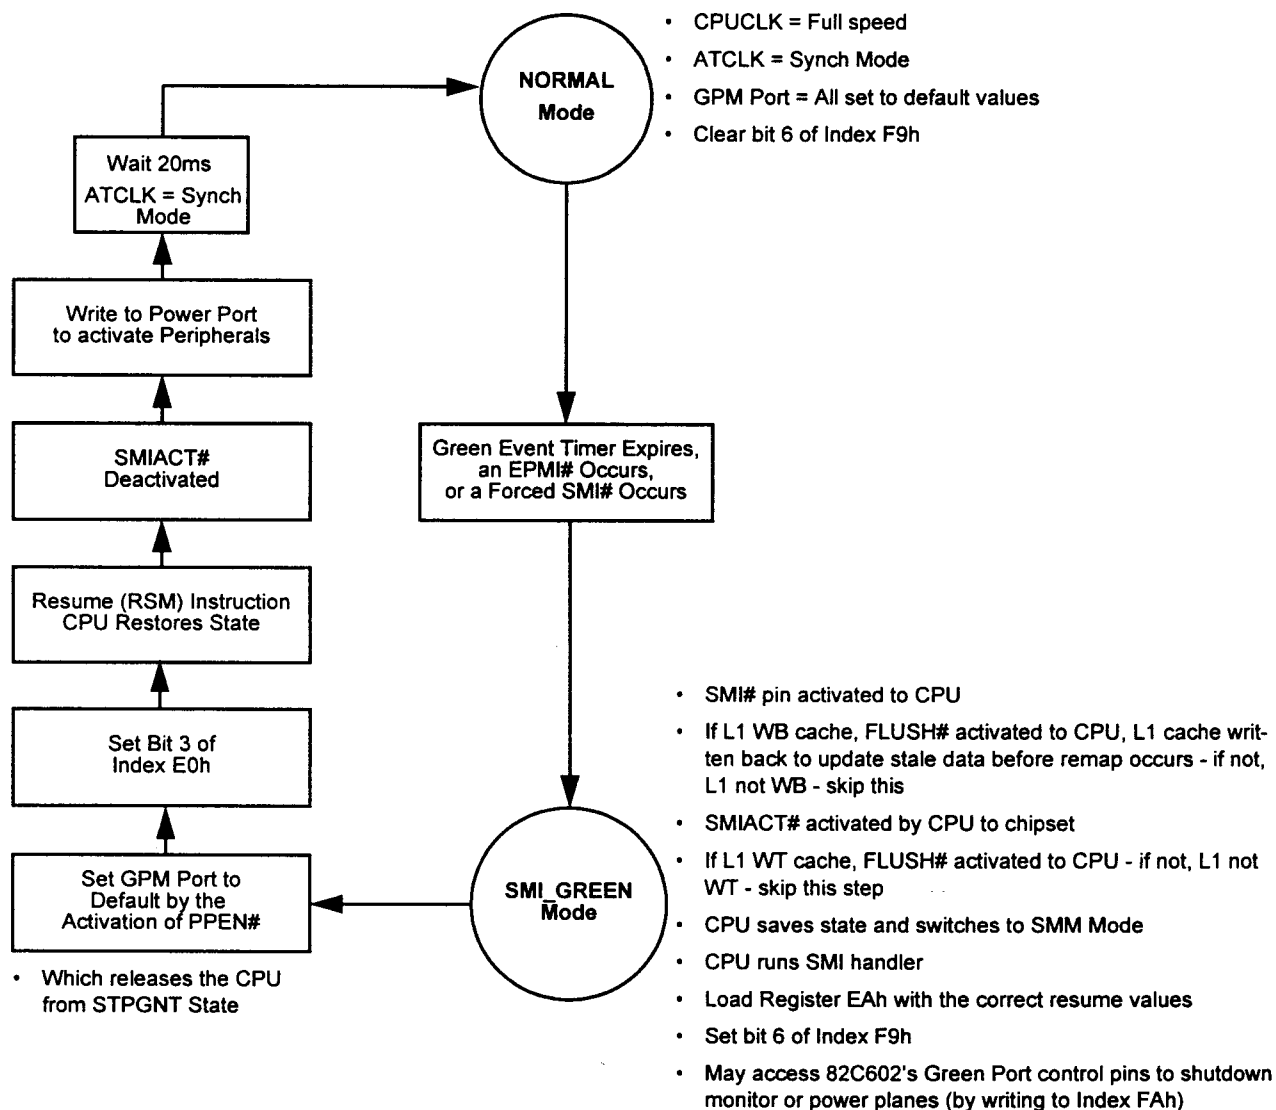 NORMAL
Mode
• CPUCLK = Full speed
• ATCLK = Synch Mode
• GPM Port = All set to default values
• Clear bit 6 of Index F9h
Wait 20ms
ATCLK = Synch
Mode
Write to Power Port
to activate Peripherals
SMIACT#
Deactivated
Resume (RSM) Instruction
CPU Restores State
Set Bit 3 of
Index E0h
Set GPM Port to
Default by the
Activation of PPEN#
• Which releases the CPU
from STPGNT State
Green Event Timer Expires,
an EPMI# Occurs,
or a Forced SMI# Occurs
SMI_GREEN
Mode
• SMI# pin activated to CPU
• If L1 WB cache, FLUSH# activated to CPU, L1 cache writ-
ten back to update stale data before remap occurs - if not,
L1 not WB - skip this
• SMIACT# activated by CPU to chipset
• If L1 WT cache, FLUSH# activated to CPU - if not, L1 not
WT - skip this step
• CPU saves state and switches to SMM Mode
• CPU runs SMI handler
• Load Register EAh with the correct resume values
• Set bit 6 of Index F9h
• May access 82C602's Green Port control pins to shutdown
monitor or power planes (by writing to Index FAh)